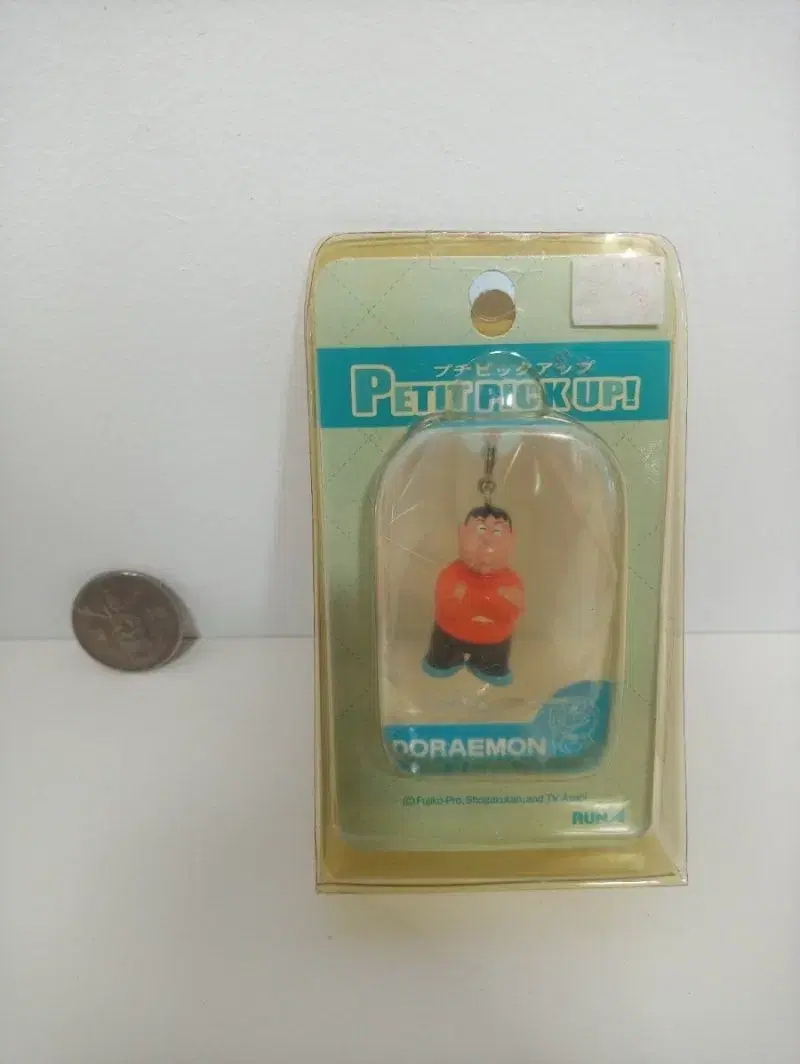 プチピックアップ
PETIT PICK UP!
DORAEMON
© Fujiko-Pro, Shogakukan, and TV Asahi
RUN'A